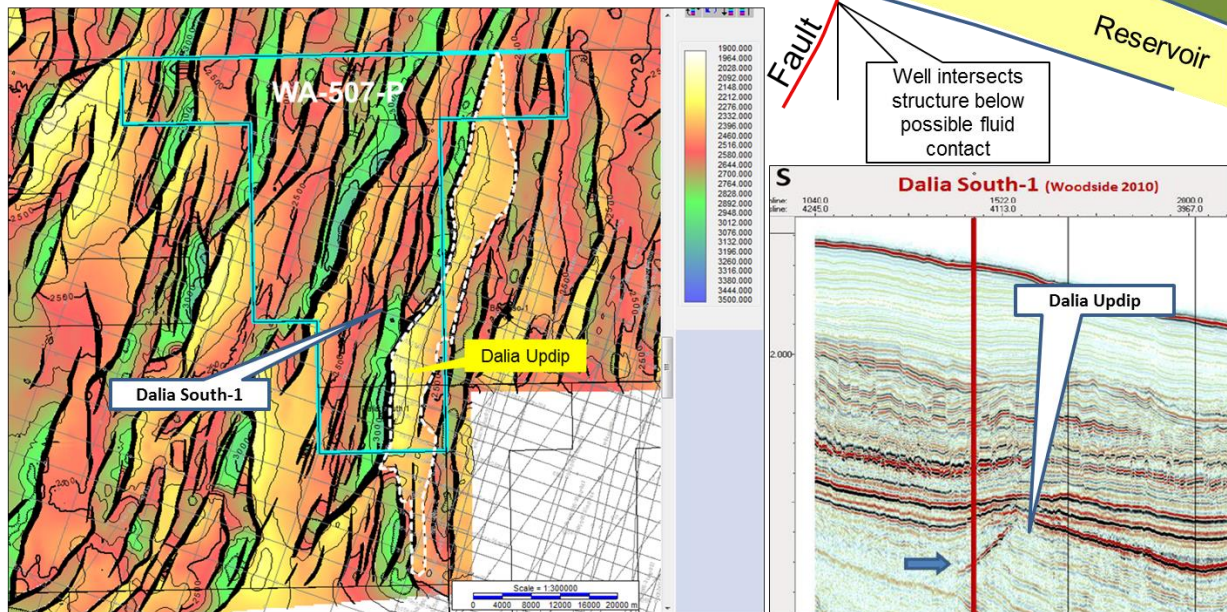 WA-507-P
Dalia South-1
Dalia Updip
Scale = 1:300000
0 4000 8000 12000 16000 20000 m
1900.000
1964.000
2028.000
2092.000
2148.000
2212.000
2276.000
2332.000
2396.000
2460.000
2516.000
2580.000
2644.000
2700.000
2764.000
2828.000
2892.000
2948.000
3012.000
3076.000
3132.000
3196.000
3260.000
3316.000
3380.000
3444.000
3500.000
Fault
Reservoir
Well intersects
structure below
possible fluid
contact
S
Dalia South-1 (Woodside 2010)
1040.0 1522.0 2800.0
4245.0 4113.0 3967.0
Dalia Updip
2.000